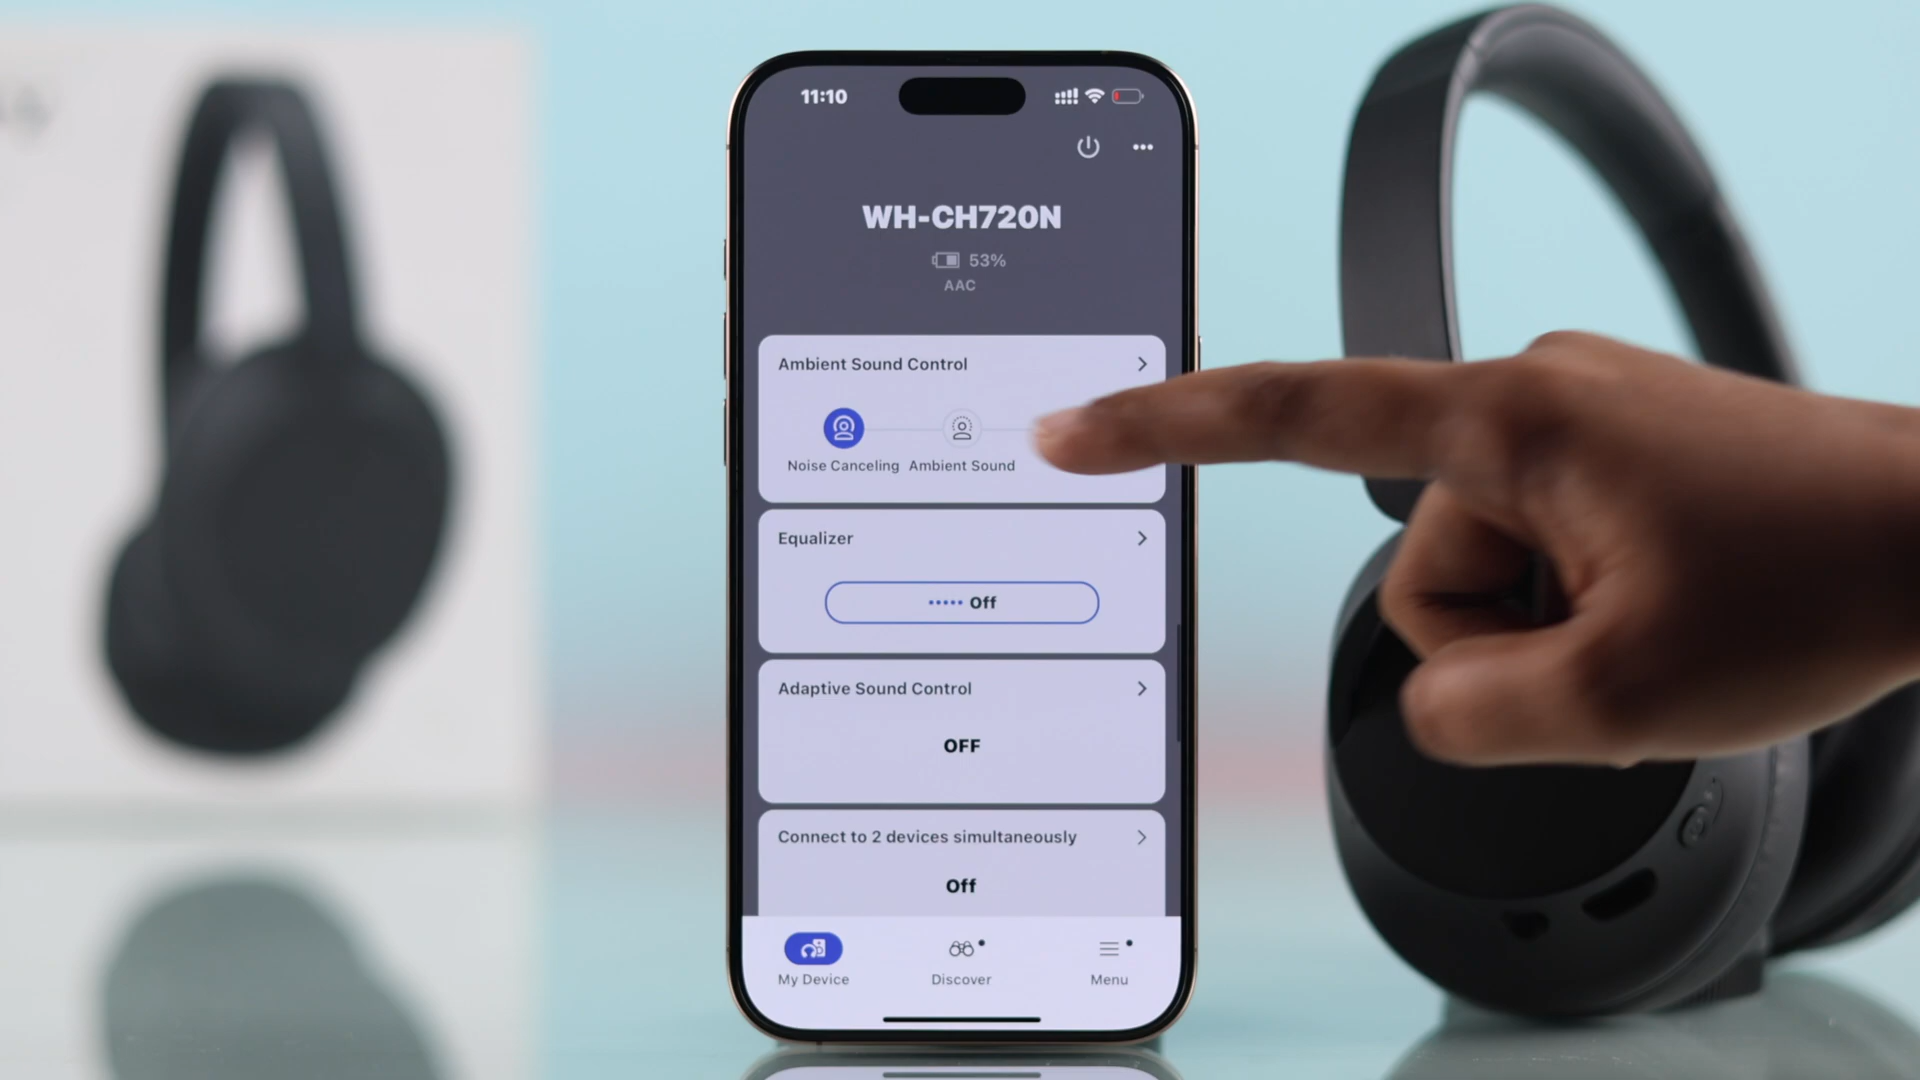 11:10
WH-CH720N
53%
AAC
Ambient Sound Control
Noise Canceling Ambient Sound
Equalizer
Off
Adaptive Sound Control
OFF
Connect to 2 devices simultaneously
Off
My Device Discover Menu